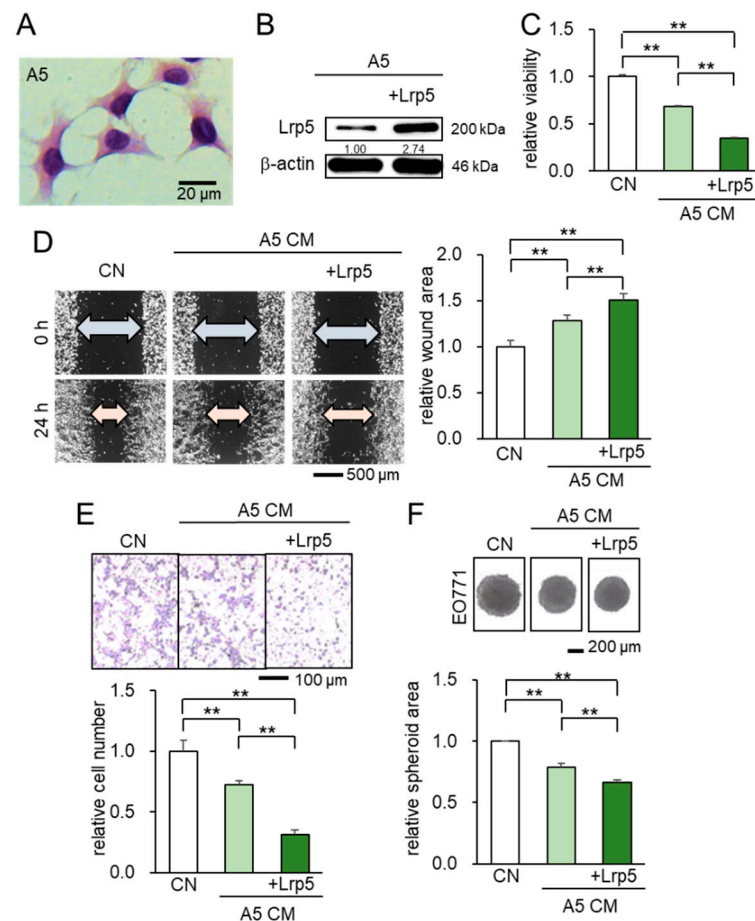 A
A5
20 µm
B
A5
+Lrp5
Lrp5
200 kDa
1.00 2.74
β-actin
46 kDa
C
relative viability
1.5
1.0
0.5
0.0
** ** **
CN
+Lrp5
A5 CM
D
A5 CM
CN
+Lrp5
0 h
24 h
500 µm
relative wound area
2.0
1.5
1.0
0.5
0.0
** ** **
CN
+Lrp5
A5 CM
E
A5 CM
CN
+Lrp5
100 µm
relative cell number
1.5
1.0
0.5
0.0
** ** **
CN
+Lrp5
A5 CM
F
A5 CM
CN
+Lrp5
EO771
200 µm
relative spheroid area
1.5
1.0
0.5
0.0
** ** **
CN
+Lrp5
A5 CM